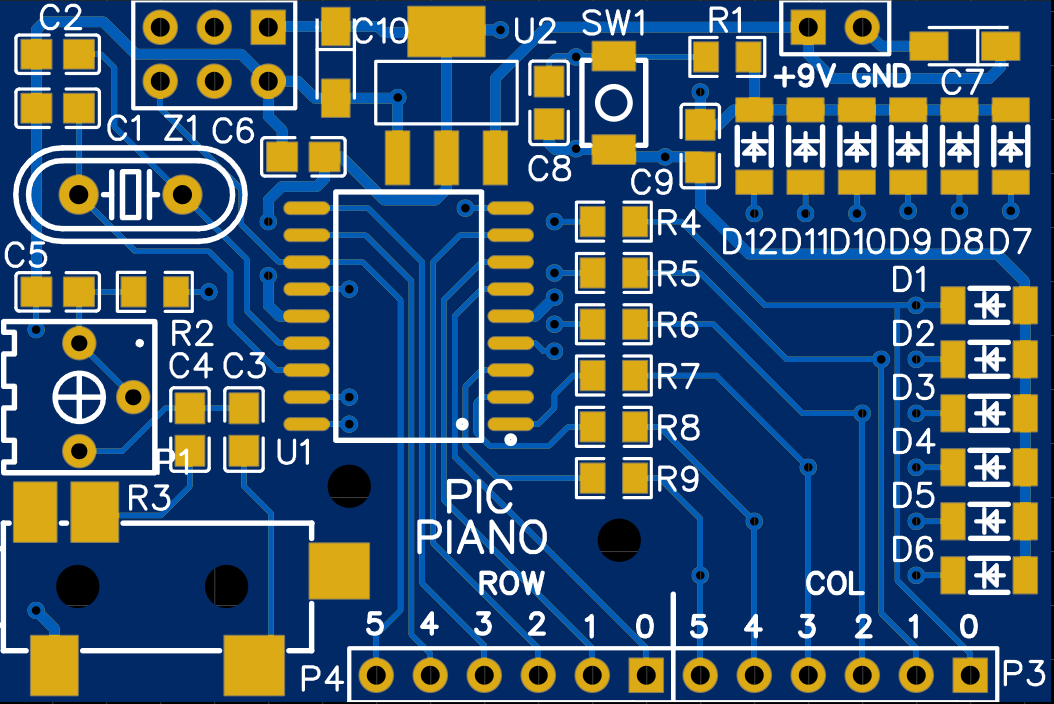 C2
C10
U2
SW1
R1
+9V GND
C7
C1 Z1 C6
C8
C9
R4
D12 D11 D10 D9 D8 D7
C5
R5
D1
R2
R6
D2
C4 C3
R7
D3
R8
D4
P1
U1
R9
D5
R3
PIC
PIANO
D6
ROW
COL
5 4 3 2 1 0
5 4 3 2 1 0
P4
P3